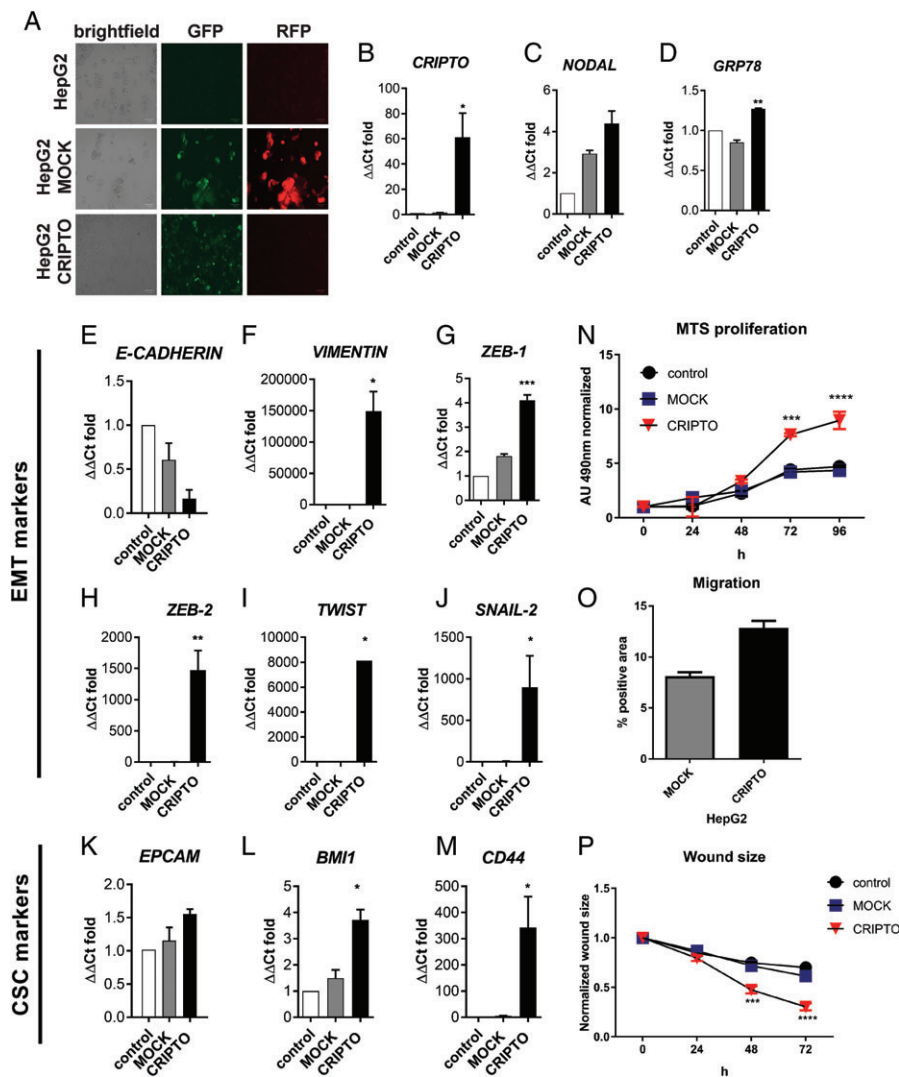 A
brightfield GFP RFP
HepG2
HepG2
MOCK
HepG2
CRIPTO
B
CRIPTO
ΔΔCt fold
100
80
60
40
20
0
*
control
MOCK
CRIPTO
C
NODAL
ΔΔCt fold
6
4
2
0
control
MOCK
CRIPTO
D
GRP78
ΔΔCt fold
1.5
1.0
0.5
0.0
**
control
MOCK
CRIPTO
EMT markers
E
E-CADHERIN
ΔΔCt fold
1.5
1.0
0.5
0.0
control
MOCK
CRIPTO
F
VIMENTIN
ΔΔCt fold
200000
150000
100000
50000
0
*
control
MOCK
CRIPTO
G
ZEB-1
ΔΔCt fold
5
4
3
2
1
0
***
control
MOCK
CRIPTO
H
ZEB-2
ΔΔCt fold
2000
1500
1000
500
0
**
control
MOCK
CRIPTO
I
TWIST
ΔΔCt fold
10000
8000
6000
4000
2000
0
*
control
MOCK
CRIPTO
J
SNAIL-2
ΔΔCt fold
1500
1000
500
0
*
control
MOCK
CRIPTO
CSC markers
K
EPCAM
ΔΔCt fold
2.0
1.5
1.0
0.5
0.0
control
MOCK
CRIPTO
L
BMI1
ΔΔCt fold
5
4
3
2
1
0
*
control
MOCK
CRIPTO
M
CD44
ΔΔCt fold
500
400
300
200
100
0
*
control
MOCK
CRIPTO
N
MTS proliferation
AU 490nm normalized
15
10
5
0
control
MOCK
CRIPTO
*** ****
0 24 48 72 96
h
O
Migration
% positive area
15
10
5
0
MOCK
CRIPTO
HepG2
P
Wound size
Normalized wound size
1.5
1.0
0.5
0.0
control
MOCK
CRIPTO
*** ****
0 24 48 72
h